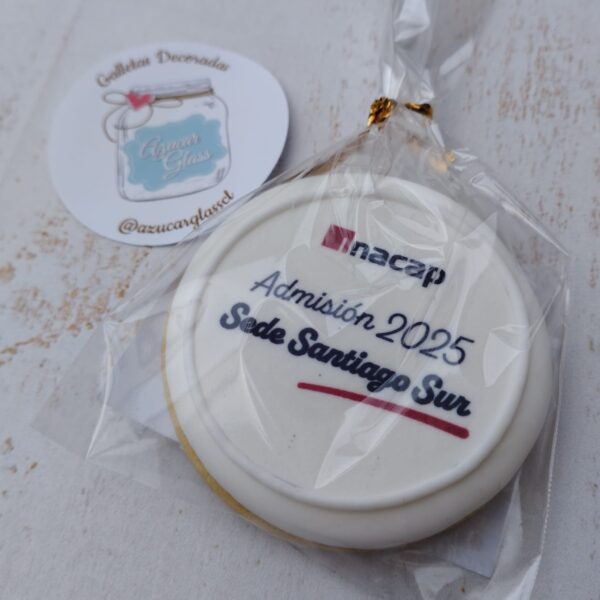 Galletas Decoradas
Azucar
Glass
@azucarglasscl
inacap
Admisión 2025
Sede Santiago Sur